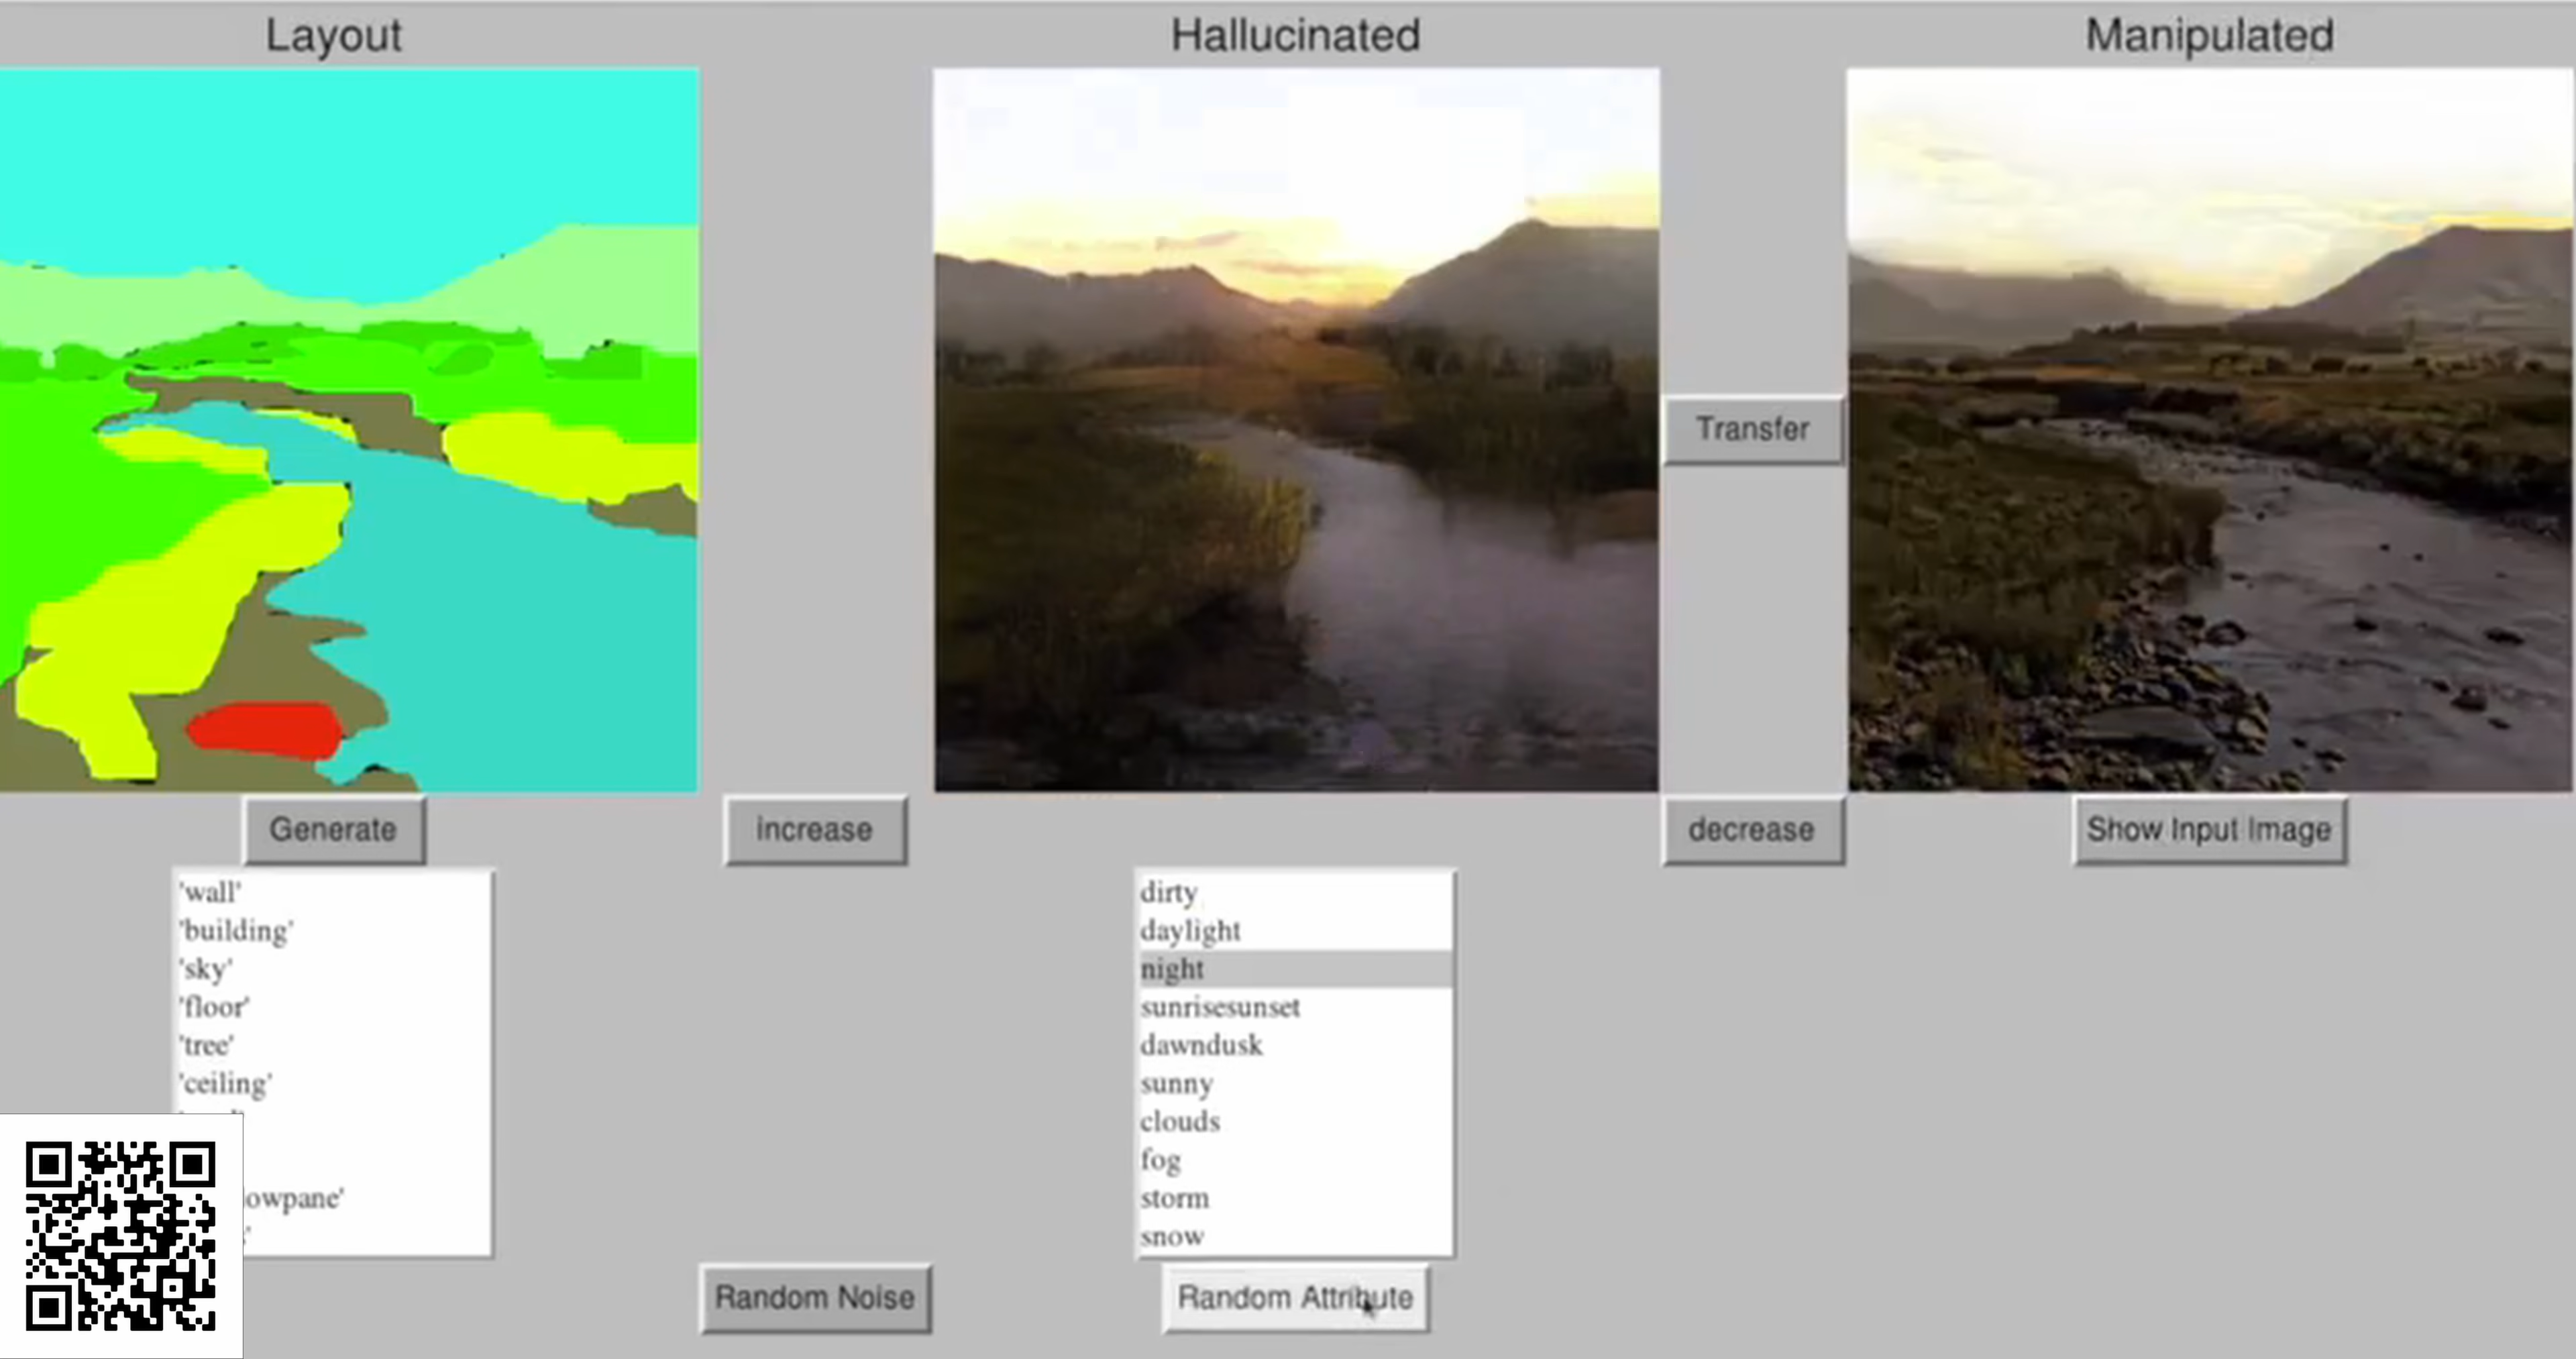 Layout
Hallucinated
Manipulated
Transfer
Generate
increase
decrease
Show Input Image
'wall'
'building'
'sky'
'floor'
'tree'
'ceiling'
dirty
daylight
night
sunrisesunset
dawndusk
sunny
clouds
fog
storm
snow
Random Noise
Random Attribute